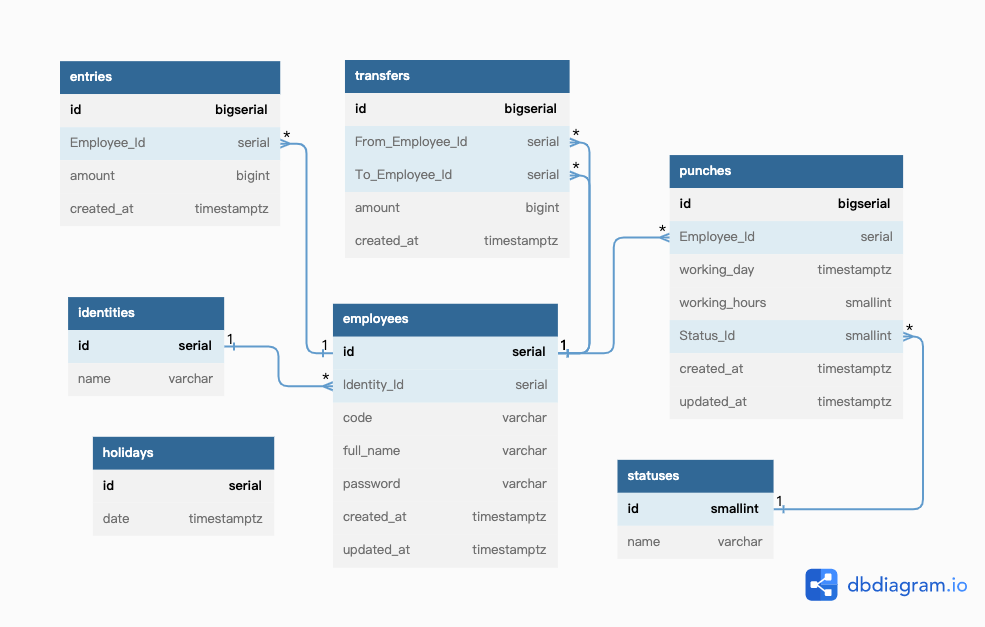 entries
id bigserial
Employee_Id serial
amount bigint
created_at timestamptz
transfers
id bigserial
From_Employee_Id serial
To_Employee_Id serial
amount bigint
created_at timestamptz
punches
id bigserial
Employee_Id serial
working_day timestamptz
working_hours smallint
Status_Id smallint
created_at timestamptz
updated_at timestamptz
identities
id serial
name varchar
employees
id serial
Identity_Id serial
code varchar
full_name varchar
password varchar
created_at timestamptz
updated_at timestamptz
holidays
id serial
date timestamptz
statuses
id smallint
name varchar
*
*
*
*
*
*
1
1
1
1
dbdiagram.io